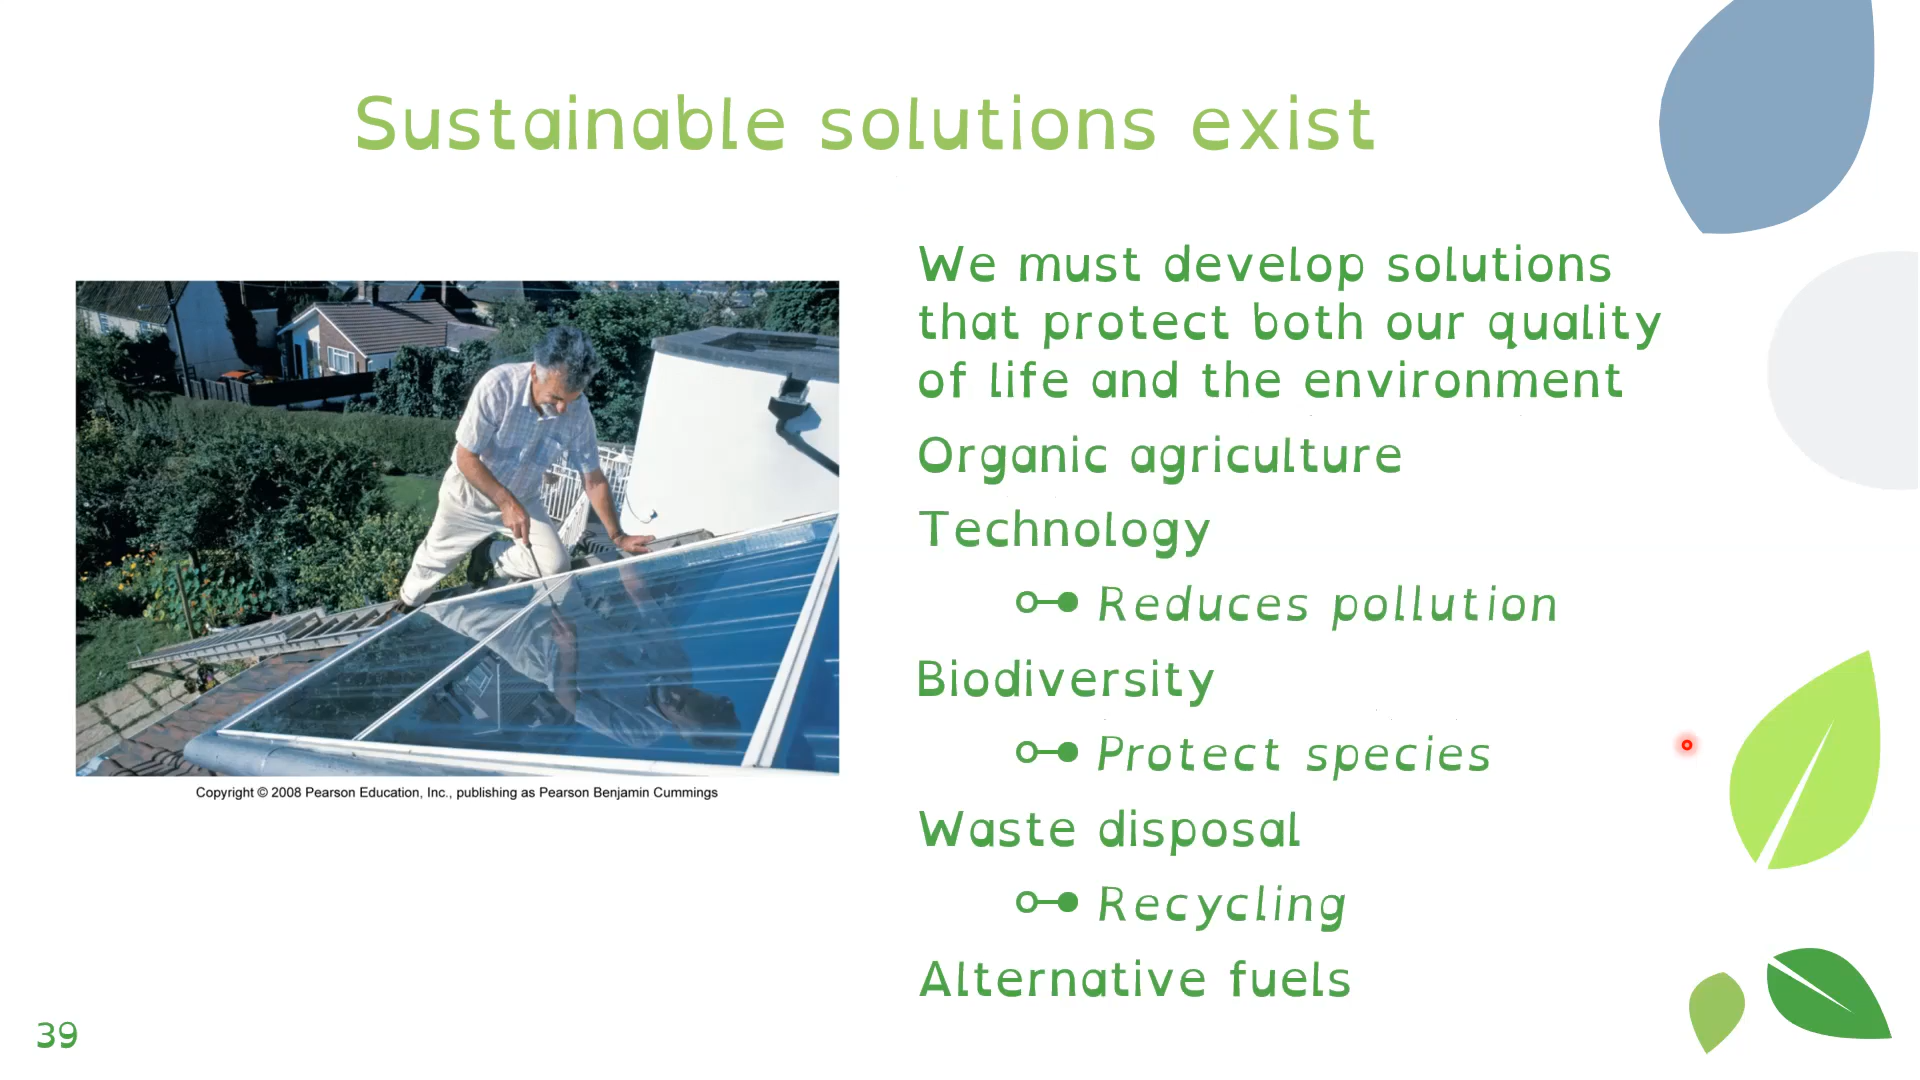 Sustainable solutions exist
We must develop solutions
that protect both our quality
of life and the environment
Organic agriculture
Technology
Reduces pollution
Biodiversity
Protect species
Waste disposal
Recycling
Alternative fuels
Copyright © 2008 Pearson Education, Inc., publishing as Pearson Benjamin Cummings
39